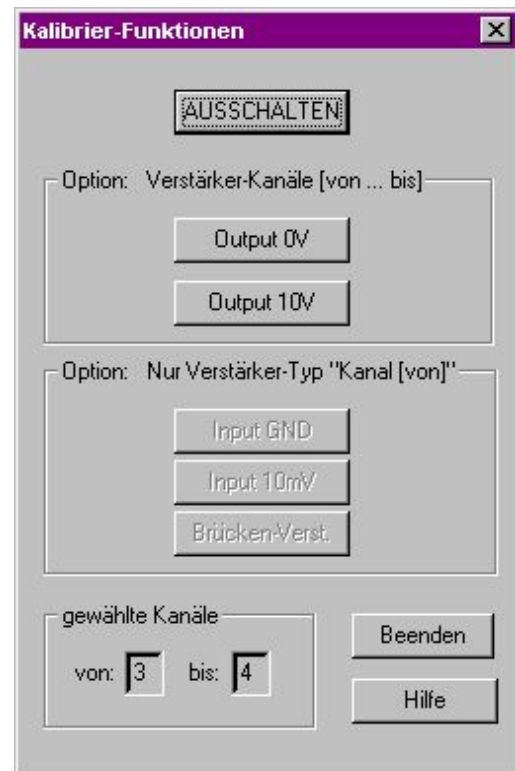 Kalibrier-Funktionen
AUSSCHALTEN
Option: Verstärker-Kanäle [von ... bis]
Output 0V
Output 10V
Option: Nur Verstärker-Typ "Kanal [von]"
Input GND
Input 10mV
Brücken-Verst.
gewählte Kanäle
von: 3 bis: 4
Beenden
Hilfe